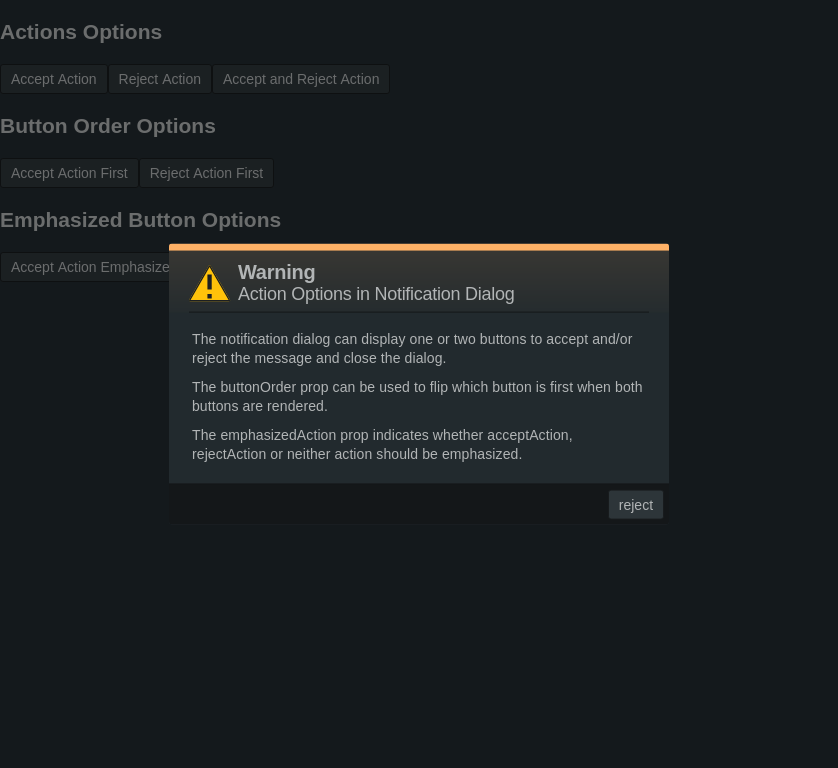 Actions Options
Accept Action Reject Action Accept and Reject Action
Button Order Options
Accept Action First Reject Action First
Emphasized Button Options
Accept Action Emphasize
Warning
Action Options in Notification Dialog
The notification dialog can display one or two buttons to accept and/or
reject the message and close the dialog.
The buttonOrder prop can be used to flip which button is first when both
buttons are rendered.
The emphasizedAction prop indicates whether acceptAction,
rejectAction or neither action should be emphasized.
reject